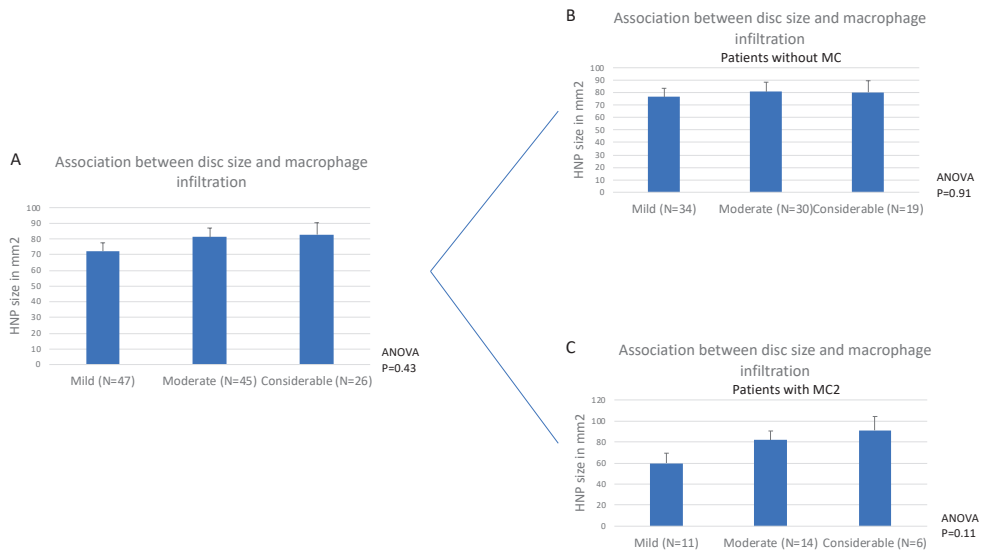 A
Association between disc size and macrophage
infiltration
HNP size in mm2
100
90
80
70
60
50
40
30
20
10
0
Mild (N=47) Moderate (N=45) Considerable (N=26)
ANOVA
P=0.43
B
Association between disc size and macrophage
infiltration
Patients without MC
HNP size in mm2
100
90
80
70
60
50
40
30
20
10
0
Mild (N=34) Moderate (N=30) Considerable (N=19)
ANOVA
P=0.91
C
Association between disc size and macrophage
infiltration
Patients with MC2
HNP size in mm2
120
100
80
60
40
20
0
Mild (N=11) Moderate (N=14) Considerable (N=6)
ANOVA
P=0.11